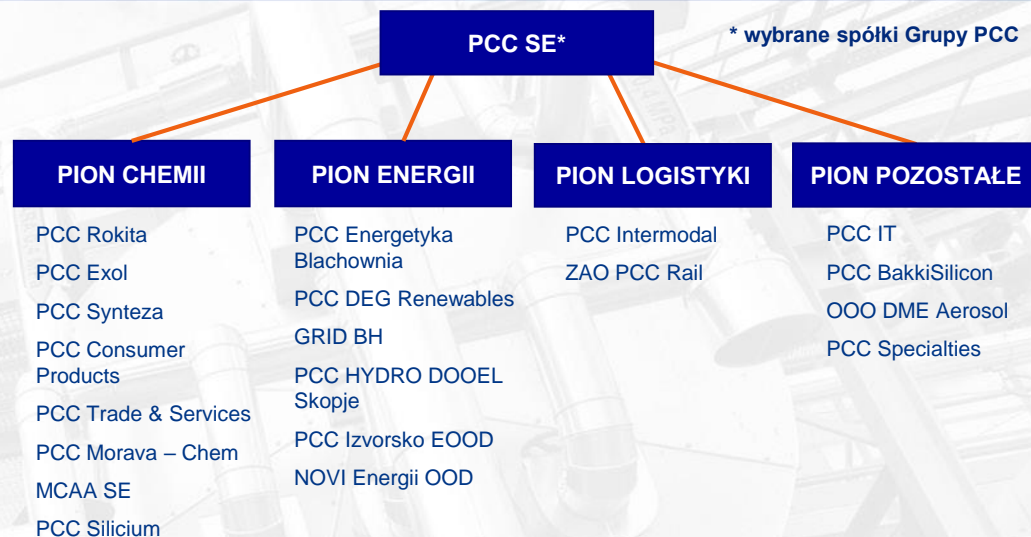 PCC SE*
* wybrane spółki Grupy PCC
PION CHEMII
PCC Rokita
PCC Exol
PCC Synteza
PCC Consumer
Products
PCC Trade & Services
PCC Morava – Chem
MCAA SE
PCC Silicium
PION ENERGII
PCC Energetyka
Blachownia
PCC DEG Renewables
GRID BH
PCC HYDRO DOOEL
Skopje
PCC Izvorsko EOOD
NOVI Energii OOD
PION LOGISTYKI
PCC Intermodal
ZAO PCC Rail
PION POZOSTAŁE
PCC IT
PCC BakkiSilicon
OOO DME Aerosol
PCC Specialties